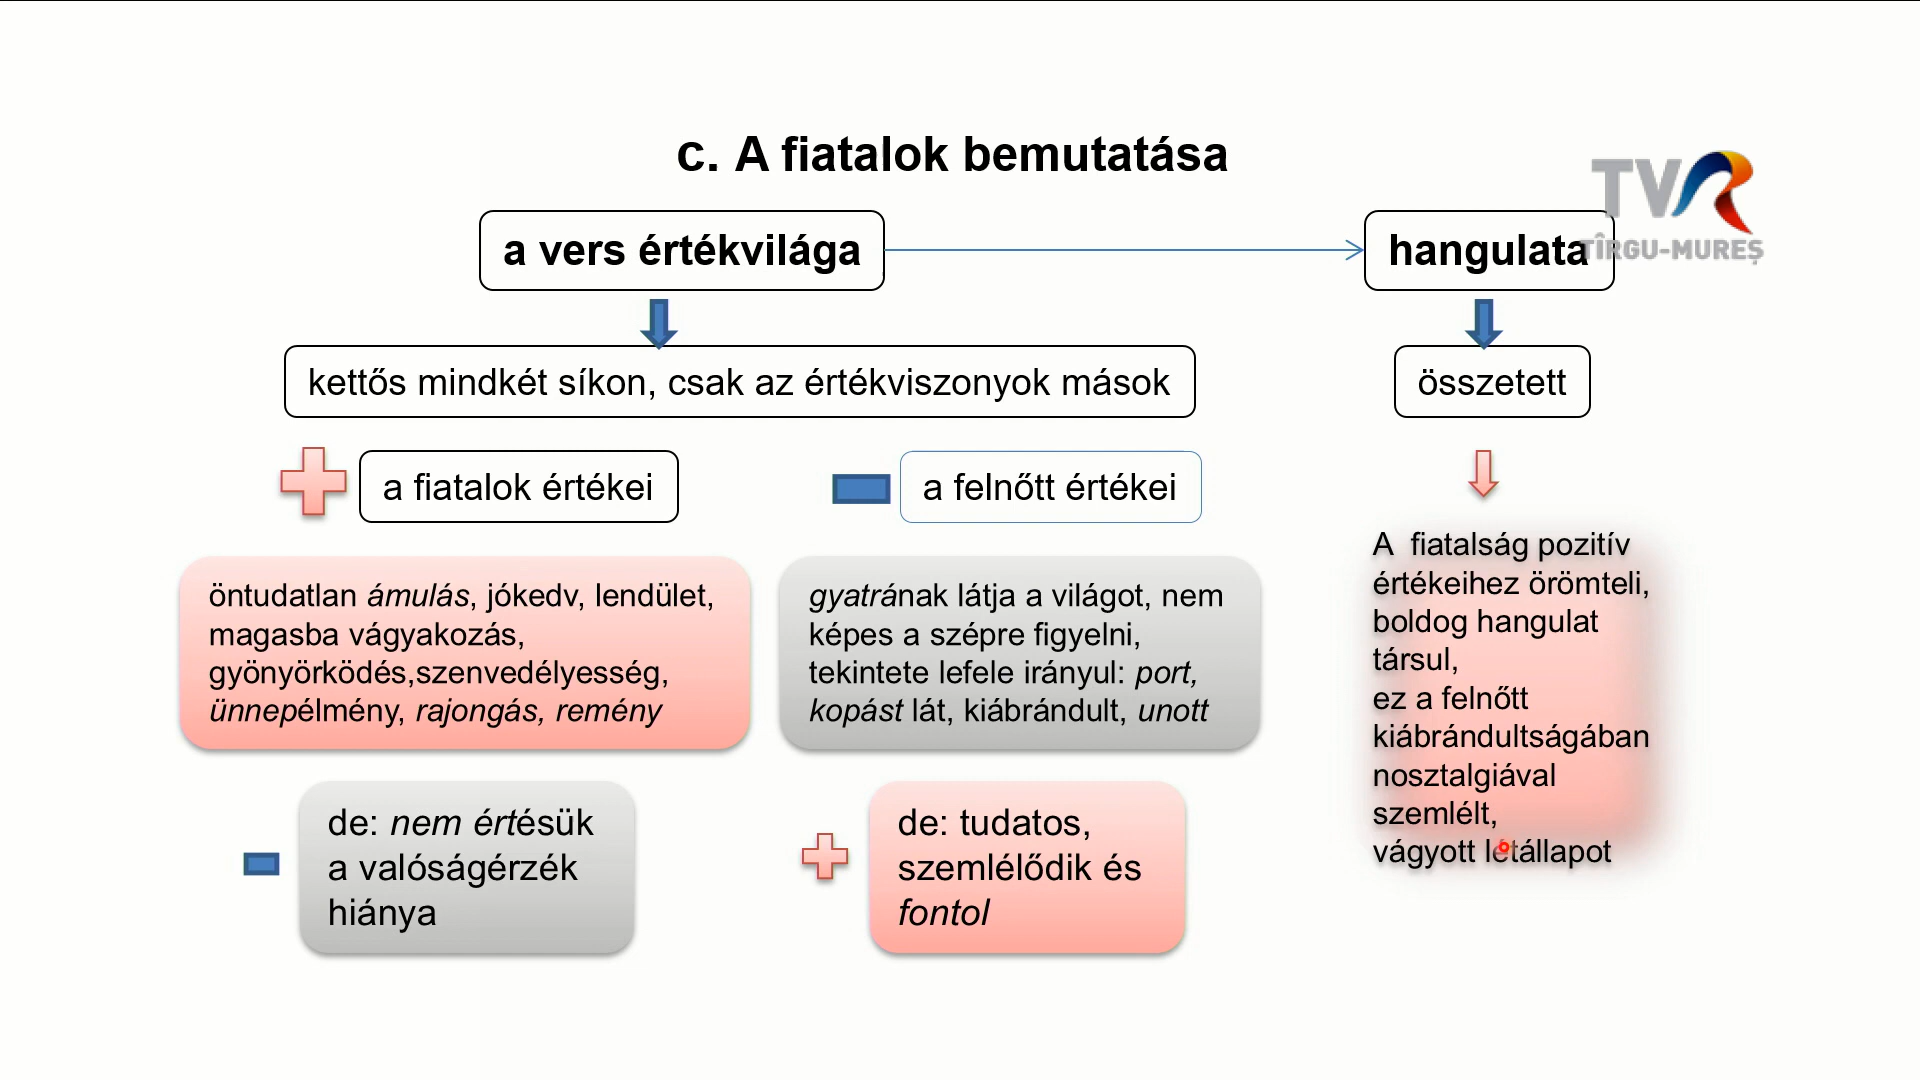 c. A fiatalok bemutatása
TVR
TÎRGU-MUREȘ
a vers értékvilága
hangulata
kettős mindkét síkon, csak az értékviszonyok mások
összetett
a fiatalok értékei
a felnőtt értékei
öntudatlan ámulás, jókedv, lendület,
magasba vágyakozás,
gyönyörködés,szenvedélyesség,
ünnepélmény, rajongás, remény
gyatrának látja a világot, nem
képes a szépre figyelni,
tekintete lefele irányul: port,
kopást lát, kiábrándult, unott
A fiatalság pozitív
értékeihez örömteli,
boldog hangulat
társul,
ez a felnőtt
kiábrándultságában
nosztalgiával
szemlélt,
vágyott létállapot
de: nem értésük
a valóságérzék
hiánya
de: tudatos,
szemlélődik és
fontol